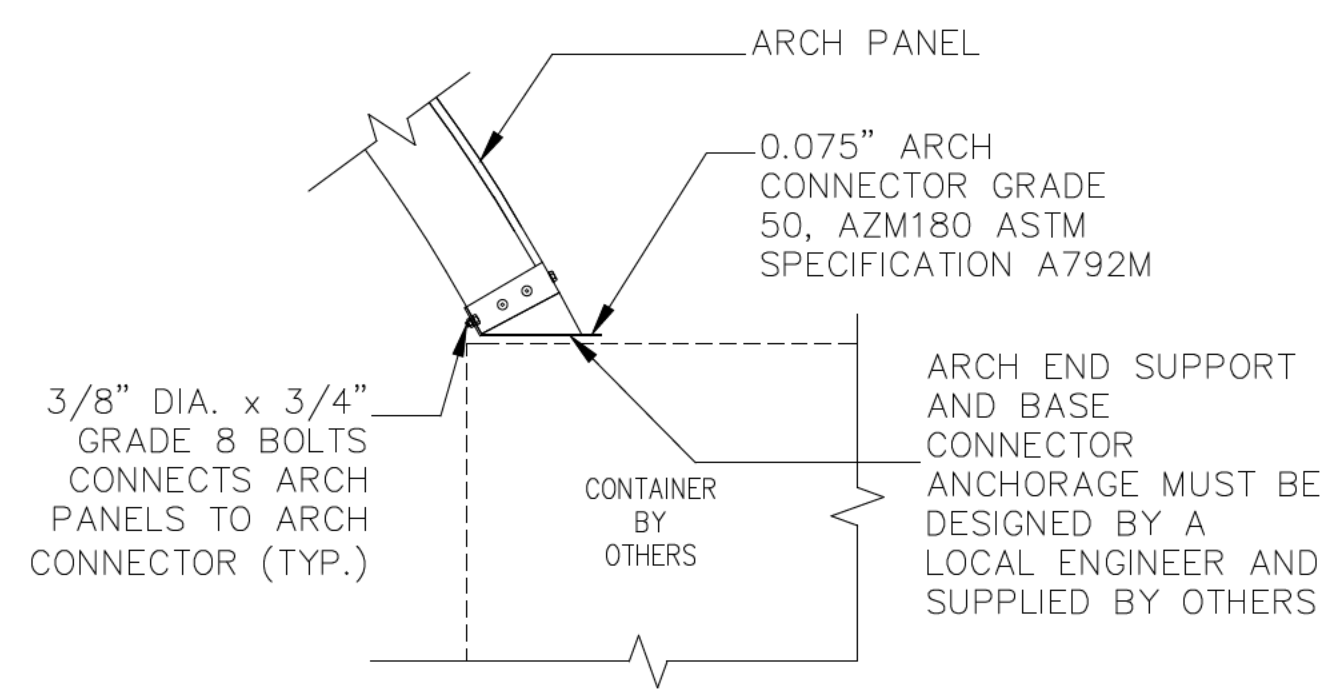 ARCH PANEL
0.075” ARCH
CONNECTOR GRADE
50, AZM180 ASTM
SPECIFICATION A792M
3/8” DIA. x 3/4”
GRADE 8 BOLTS
CONNECTS ARCH
PANELS TO ARCH
CONNECTOR (TYP.)
CONTAINER
BY
OTHERS
ARCH END SUPPORT
AND BASE
CONNECTOR
ANCHORAGE MUST BE
DESIGNED BY A
LOCAL ENGINEER AND
SUPPLIED BY OTHERS